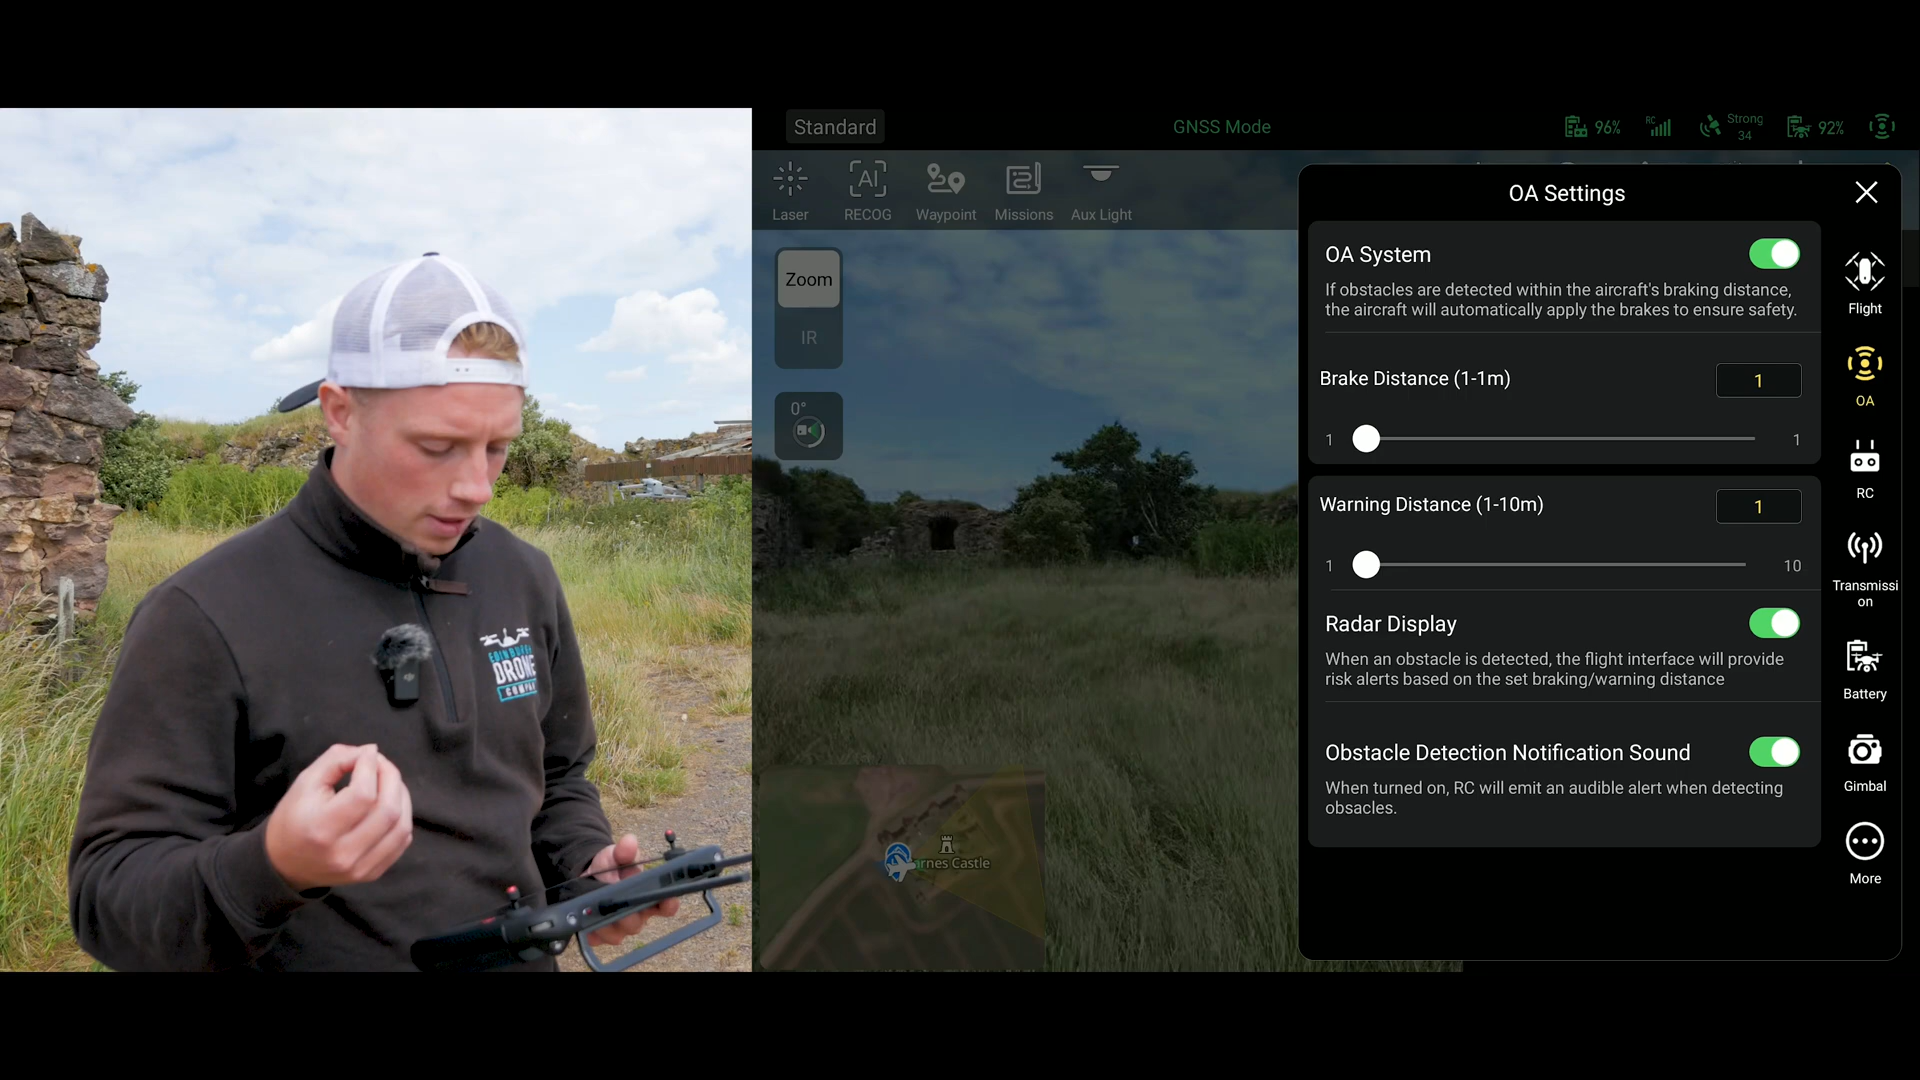 Standard
GNSS Mode
96%
RC
Strong
34
92%
Laser
AI
RECOG
Waypoint
Missions
Aux Light
Zoom
IR
0°
arnes Castle
EDINBURGH
DRONE
COMPANY
OA Settings
OA System
If obstacles are detected within the aircraft's braking distance,
the aircraft will automatically apply the brakes to ensure safety.
Brake Distance (1-1m)
1
1
1
Warning Distance (1-10m)
1
1
10
Radar Display
When an obstacle is detected, the flight interface will provide
risk alerts based on the set braking/warning distance
Obstacle Detection Notification Sound
When turned on, RC will emit an audible alert when detecting
obsacles.
Flight
OA
RC
Transmissi
on
Battery
Gimbal
More